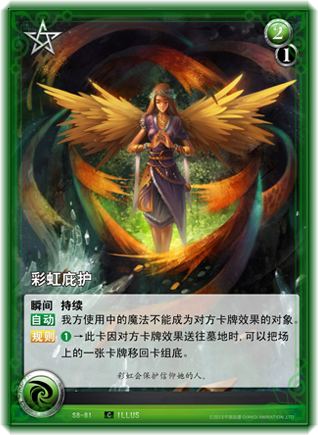 2
1
彩虹庇护
瞬间 持续
自动 我方使用中的魔法不能成为对方卡牌效果的对象。
规则 1→此卡因对方卡牌效果送往墓地时,可以把场
上的一张卡牌移回卡组底。
彩虹会保护信仰她的人。
S8-81 C ILLUS